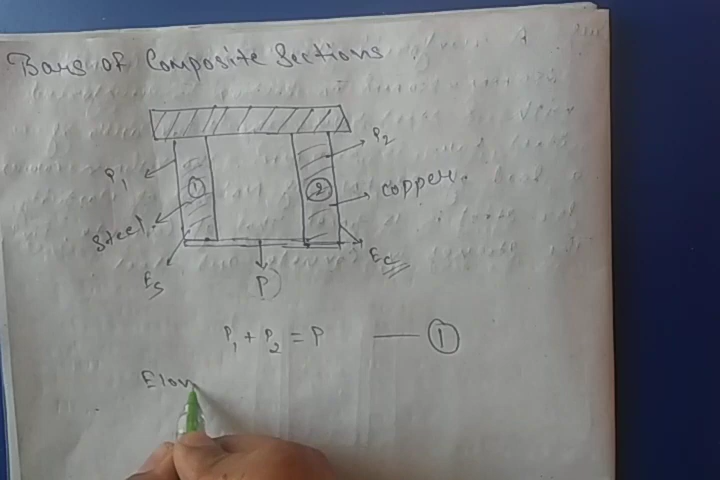 Bars of Composite Sections
P1
P2
①
②
copper.
Steel.
Es
Ec
P
P1 + P2 = P — ①
Elon